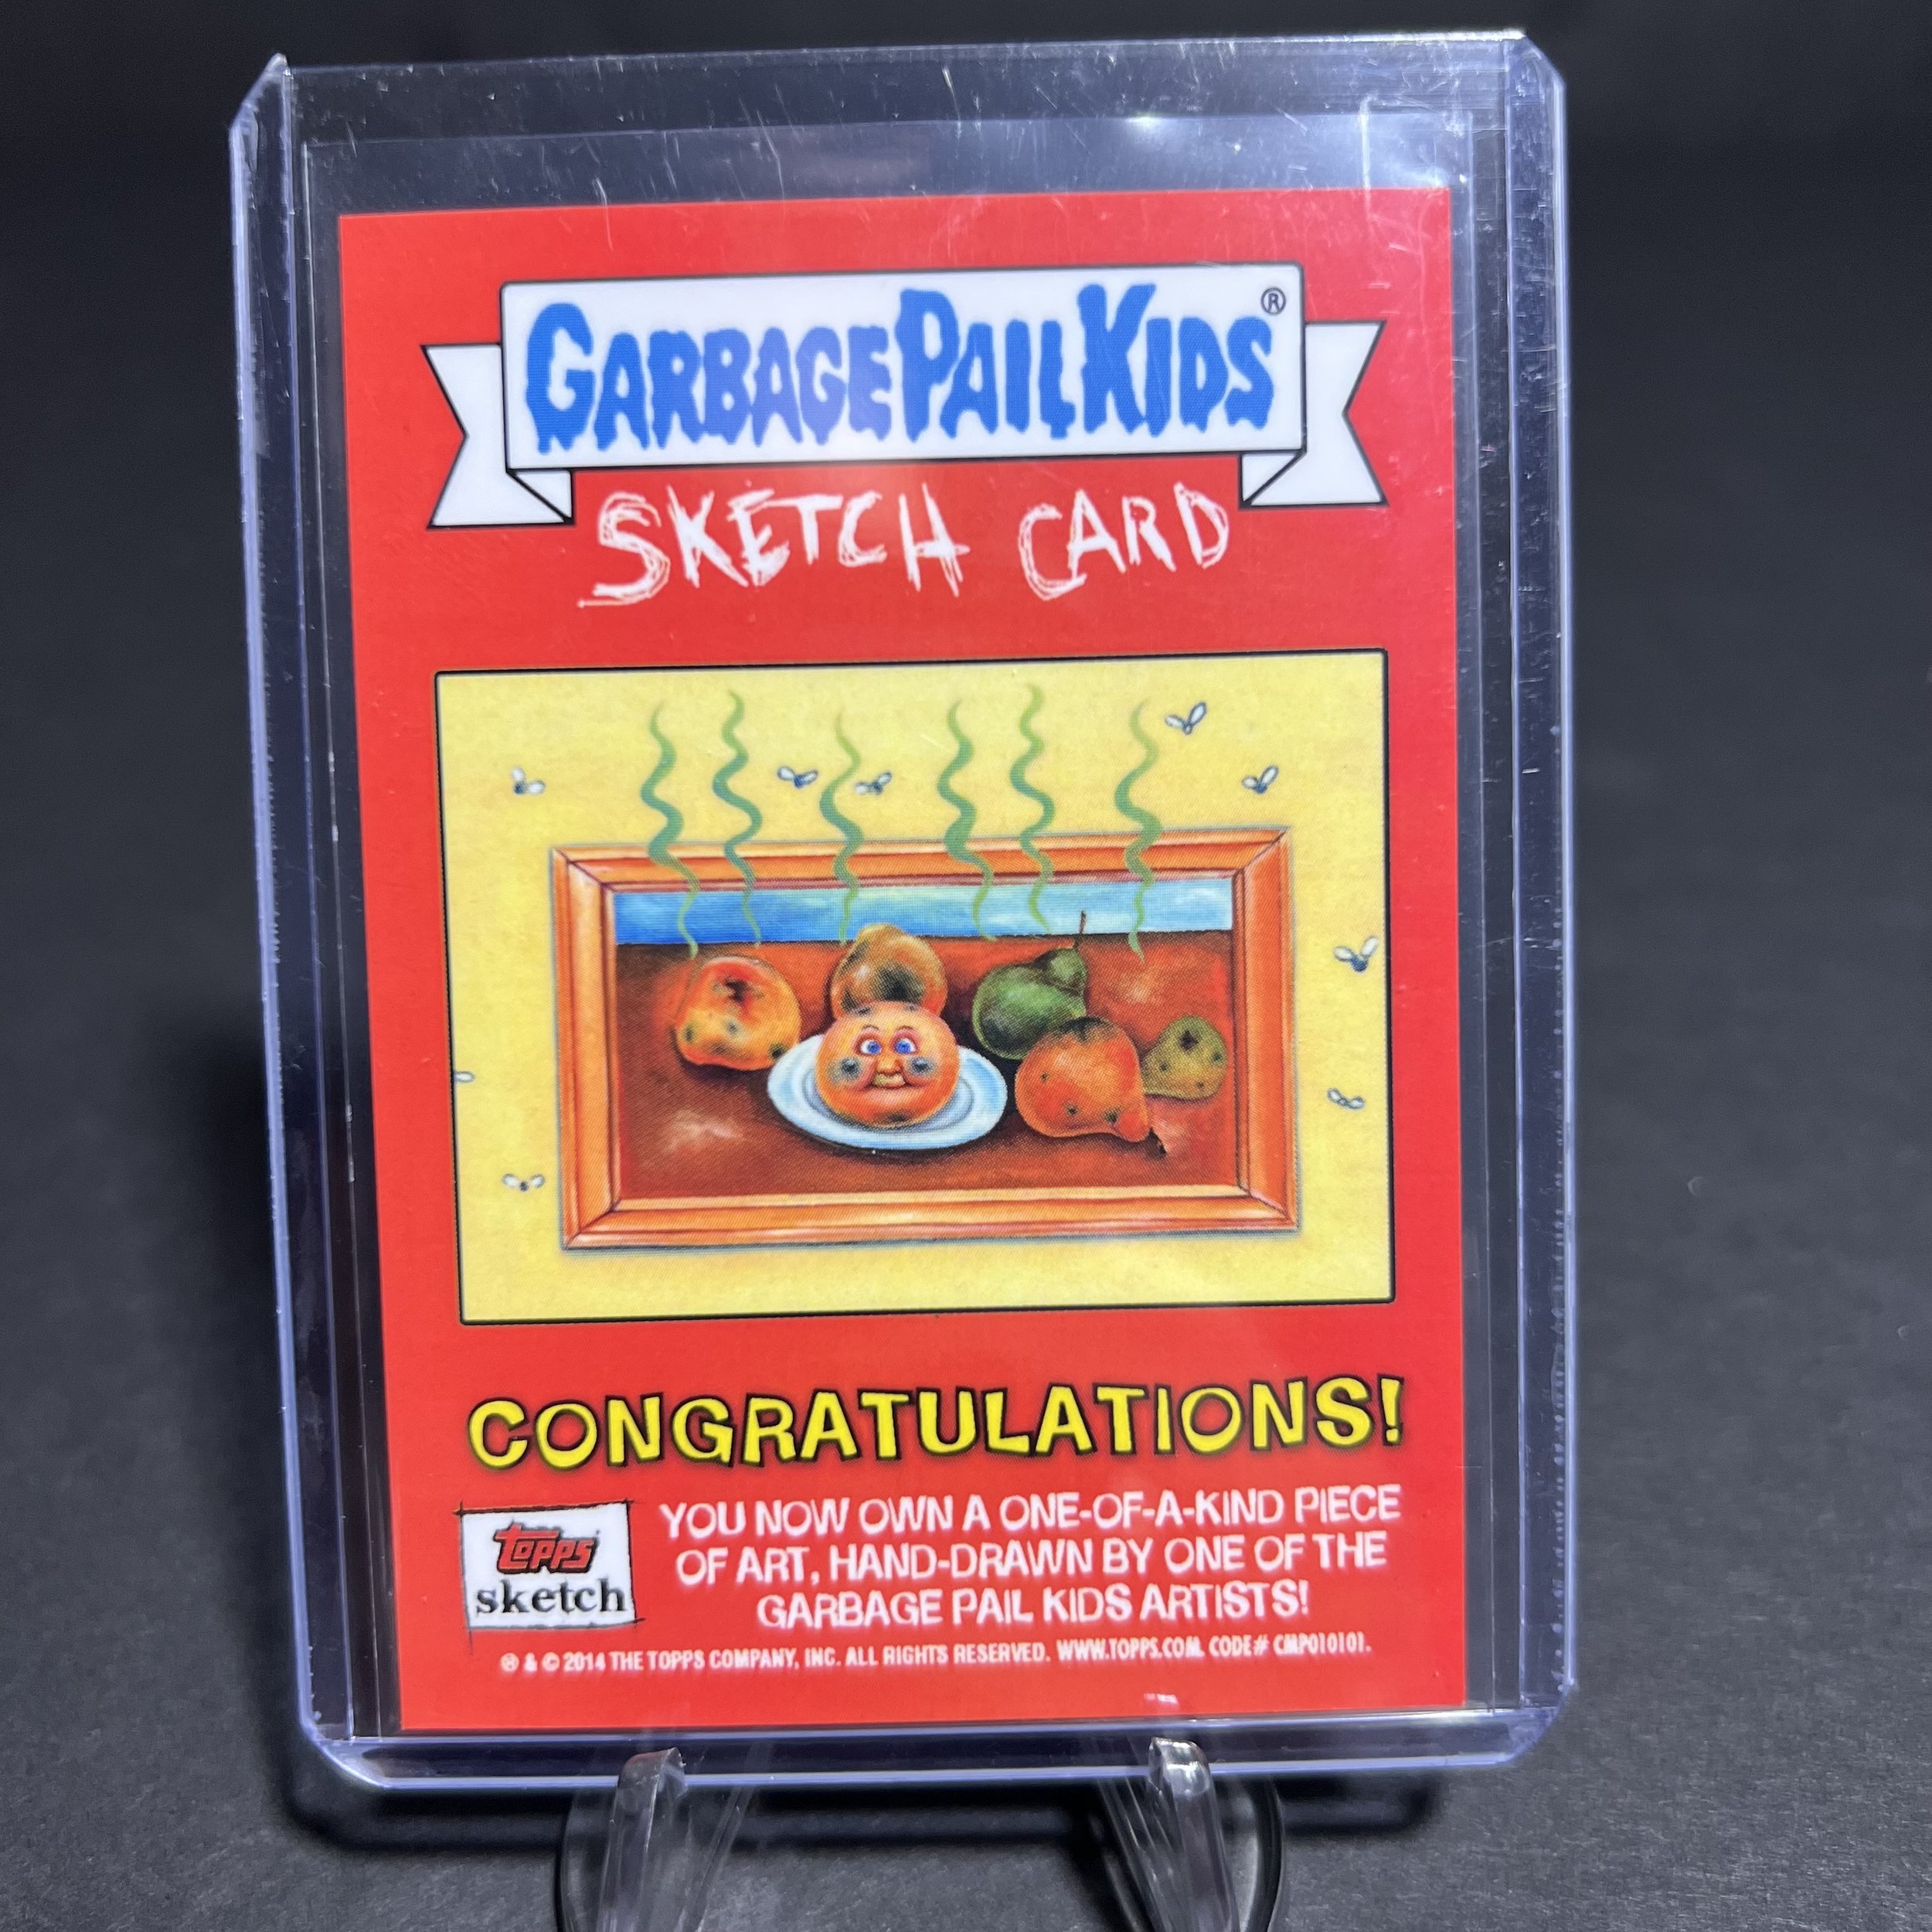 GARBAGE PAIL KIDS®
SKETCH CARD
CONGRATULATIONS!
topps
sketch
YOU NOW OWN A ONE-OF-A-KIND PIECE
OF ART, HAND-DRAWN BY ONE OF THE
GARBAGE PAIL KIDS ARTISTS!
® & © 2014 THE TOPPS COMPANY, INC. ALL RIGHTS RESERVED. WWW.TOPPS.COM. CODE# CMP010101.